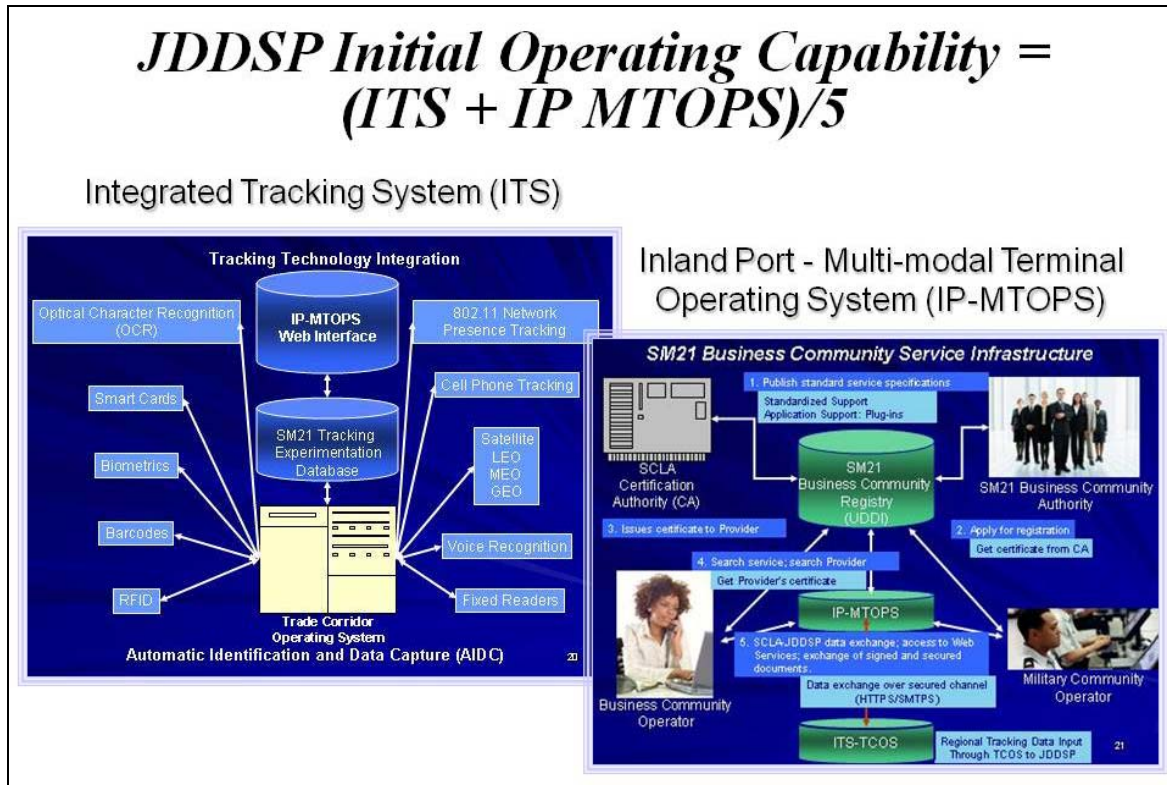 JDDSP Initial Operating Capability =
(ITS + IP MTOPS)/5
Integrated Tracking System (ITS)
Tracking Technology Integration
IP-MTOPS
Web Interface
Optical Character Recognition
(OCR)
802.11 Network
Presence Tracking
Smart Cards
Cell Phone Tracking
SM21 Tracking
Experimentation
Database
Biometrics
Satellite
LEO
MEO
GEO
Barcodes
Voice Recognition
RFID
Fixed Readers
Trade Corridor
Operating System
Automatic Identification and Data Capture (AIDC)
20
Inland Port - Multi-modal Terminal
Operating System (IP-MTOPS)
SM21 Business Community Service Infrastructure
1. Publish standard service specifications
Standardized Support
Application Support: Plug-ins
SCLA
Certification
Authority (CA)
SM21
Business Community
Registry
(UDDI)
SM21 Business Community
Authority
3. Issues certificate to Provider
2. Apply for registration
Get certificate from CA
4. Search service; search Provider
Get Provider's certificate
IP-MTOPS
5. SCLA-JDDSP data exchange; access to Web
Services; exchange of signed and secured
documents.
Data exchange over secured channel
(HTTPS/SMTPS)
Business Community
Operator
Military Community
Operator
ITS-TCOS
Regional Tracking Data Input
Through TCOS to JDDSP
21